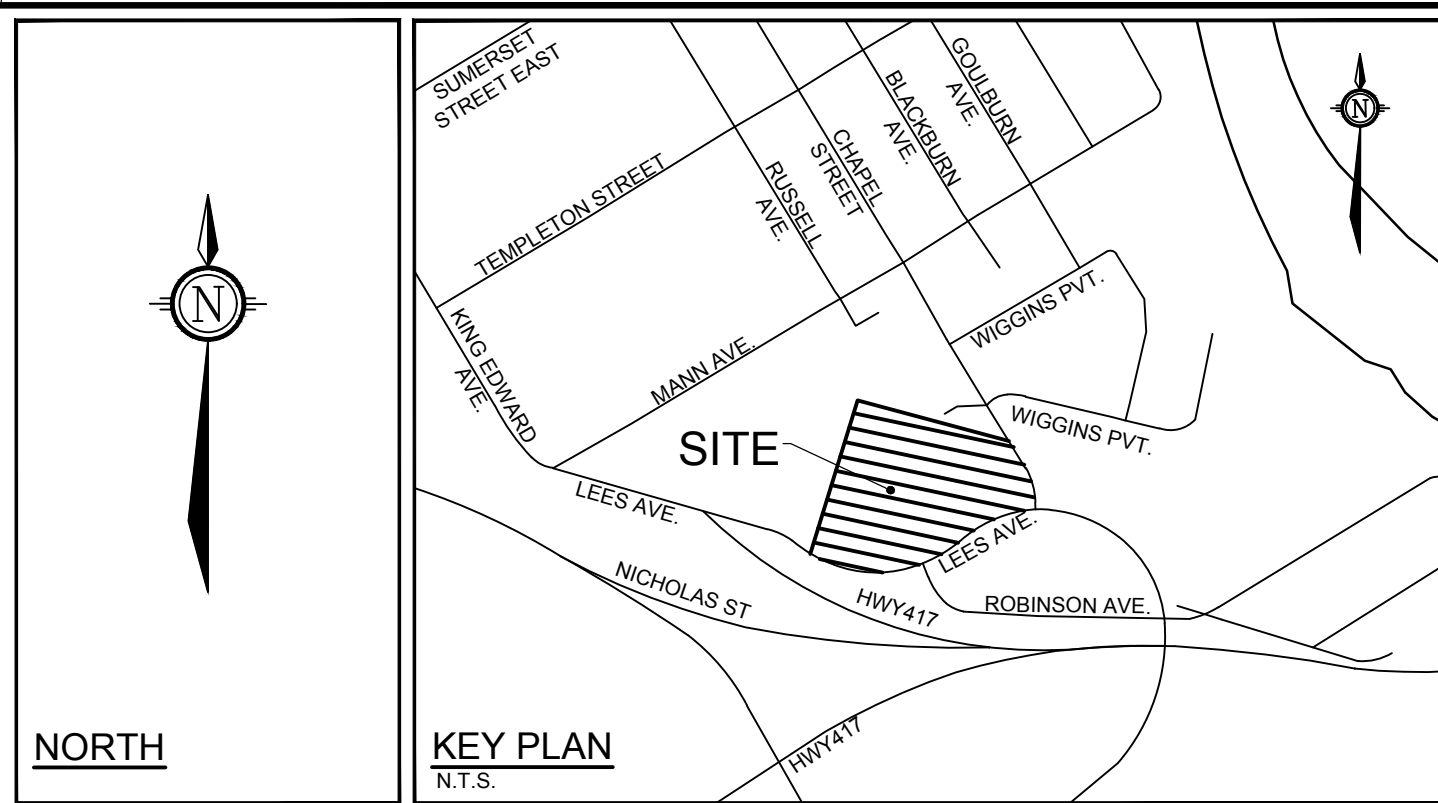 N
NORTH
SUMERSET
STREET EAST
TEMPLETON STREET
KING EDWARD
AVE.
MANN AVE.
RUSSELL
AVE.
CHAPEL
STREET
BLACKBURN
AVE.
GOULBURN
AVE.
N
WIGGINS PVT.
WIGGINS PVT.
SITE
LEES AVE.
LEES AVE.
NICHOLAS ST
HWY417
ROBINSON AVE.
HWY417
KEY PLAN
N.T.S.